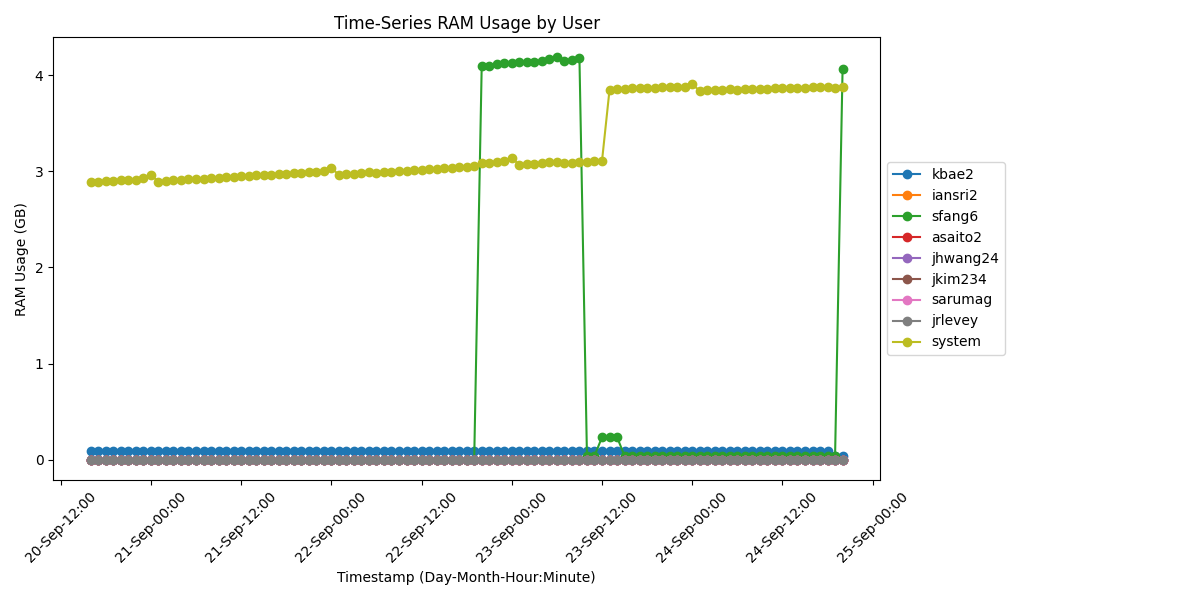 Time-Series RAM Usage by User
4
3
2
1
0
RAM Usage (GB)
20-Sep-12:00
21-Sep-00:00
21-Sep-12:00
22-Sep-00:00
22-Sep-12:00
23-Sep-00:00
23-Sep-12:00
24-Sep-00:00
24-Sep-12:00
25-Sep-00:00
Timestamp (Day-Month-Hour:Minute)
kbae2
iansri2
sfang6
asaito2
jhwang24
jkim234
sarumag
jrlevey
system